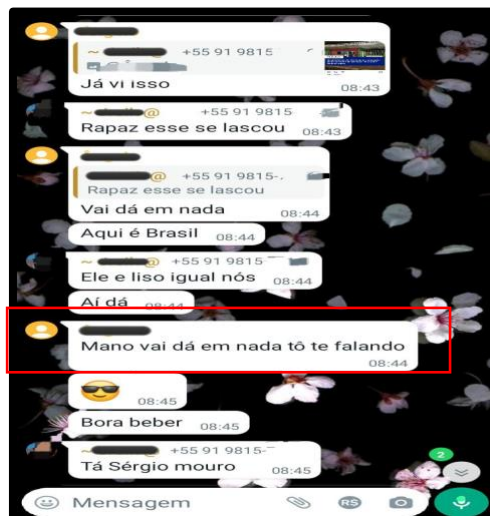 ~ +55 91 9815
Já vi isso
08:43
~ @ +55 91 9815
Rapaz esse se lascou 08:43
@ +55 91 9815-
Rapaz esse se lascou
Vai dá em nada 08:44
Aqui é Brasil 08:44
~ @ +55 91 9815
Ele e liso igual nós 08:44
Aí dá 08:44
Mano vai dá em nada tô te falando
08:44
08:45
Bora beber 08:45
~ +55 91 9815-
Tá Sérgio mouro 08:45
2
Mensagem RS